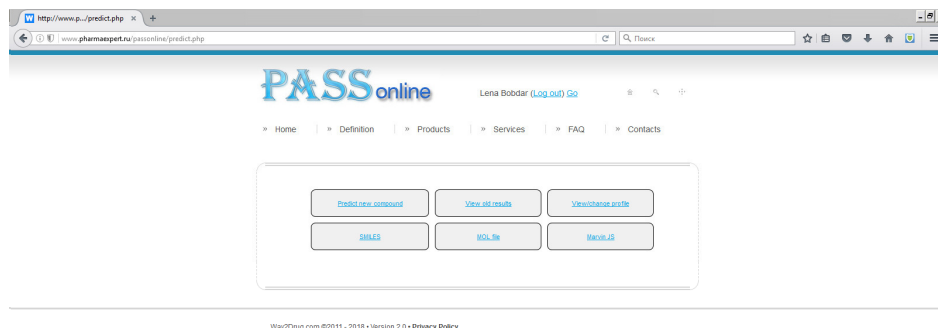 http://www.p.../predict.php × +
www.pharmaexpert.ru/passonline/predict.php Поиск
PASS online Lena Bobdar (Log out) Go
» Home » Definition » Products » Services » FAQ » Contacts
Predict new compound View old results View/change profile
SMILES MOL file Marvin JS
Way2Drug.com ©2011 - 2018 • Version 2.0 • Privacy Policy